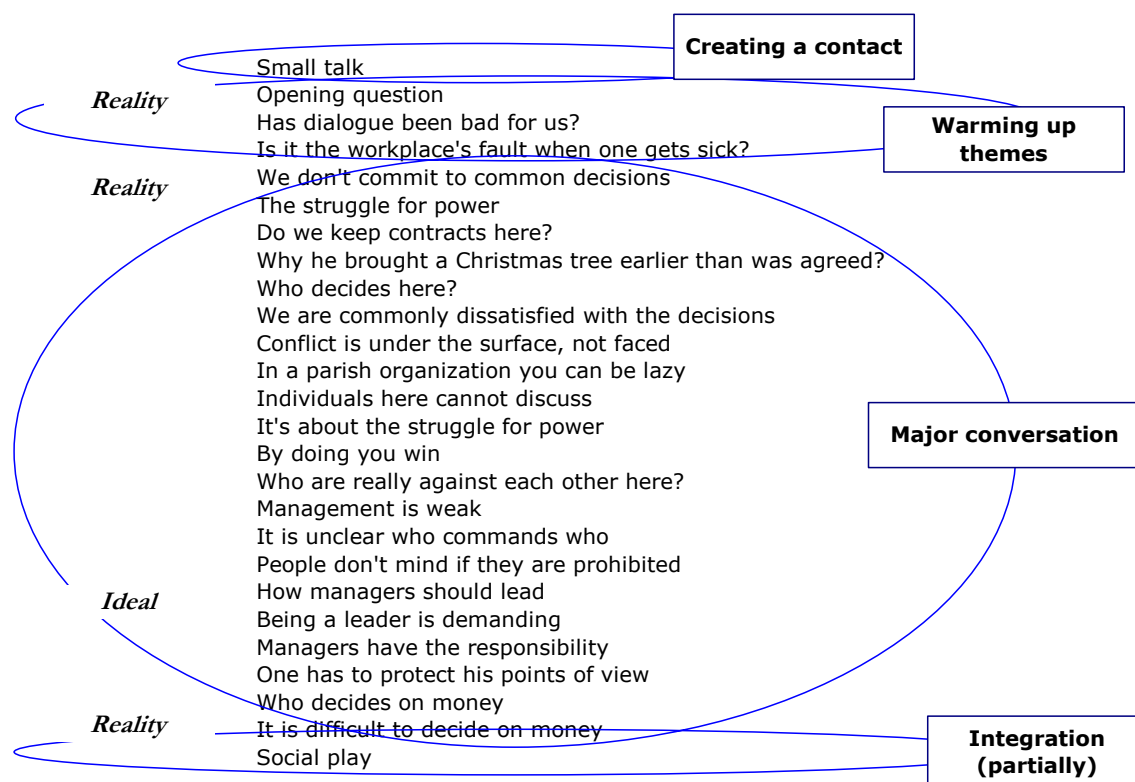 Creating a contact
Small talk
Reality
Opening question
Has dialogue been bad for us?
Warming up
themes
Is it the workplace's fault when one gets sick?
Reality
We don't commit to common decisions
The struggle for power
Do we keep contracts here?
Why he brought a Christmas tree earlier than was agreed?
Who decides here?
We are commonly dissatisfied with the decisions
Conflict is under the surface, not faced
In a parish organization you can be lazy
Individuals here cannot discuss
It's about the struggle for power
Major conversation
By doing you win
Who are really against each other here?
Management is weak
It is unclear who commands who
People don't mind if they are prohibited
How managers should lead
Ideal
Being a leader is demanding
Managers have the responsibility
One has to protect his points of view
Who decides on money
Reality
It is difficult to decide on money
Social play
Integration
(partially)